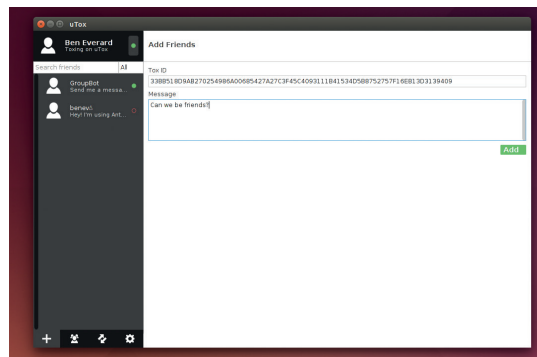 uTox
Ben Everard
Toxing on uTox
Search friends
All
GroupBot
Send me a messa...
benev\
Hey! I'm using Ant...
Add Friends
Tox ID
33BB518D9AB270254986A00685427A27C3F45C4093111B41534D5B8752757F16EB13D3139409
Message
Can we be friends?
Add